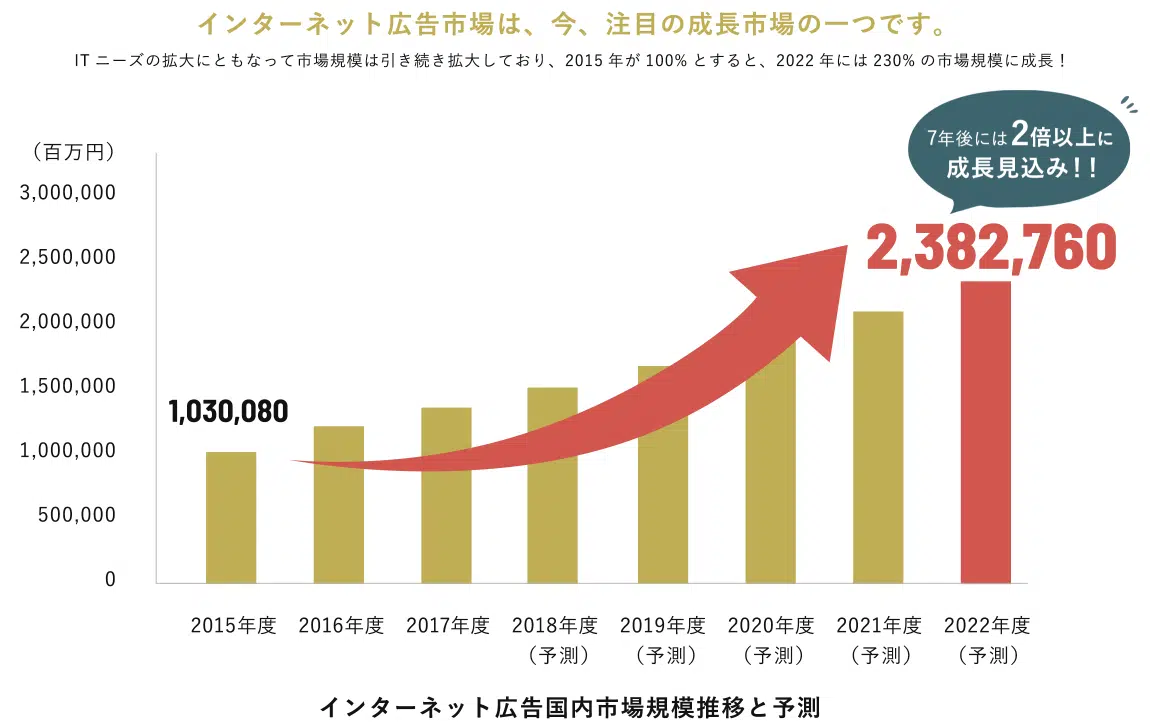 インターネット広告市場は、今、注目の成長市場の一つです。
IT ニーズの拡大にともなって市場規模は引き続き拡大しており、2015 年が 100% とすると、2022 年には 230% の市場規模に成長！
7年後には2倍以上に
成長見込み！！
（百万円）
3,000,000
2,500,000
2,000,000
1,500,000
1,000,000
500,000
0
1,030,080
2,382,760
2015年度 2016年度 2017年度 2018年度 2019年度 2020年度 2021年度 2022年度
（予測） （予測） （予測） （予測） （予測）
インターネット広告国内市場規模推移と予測